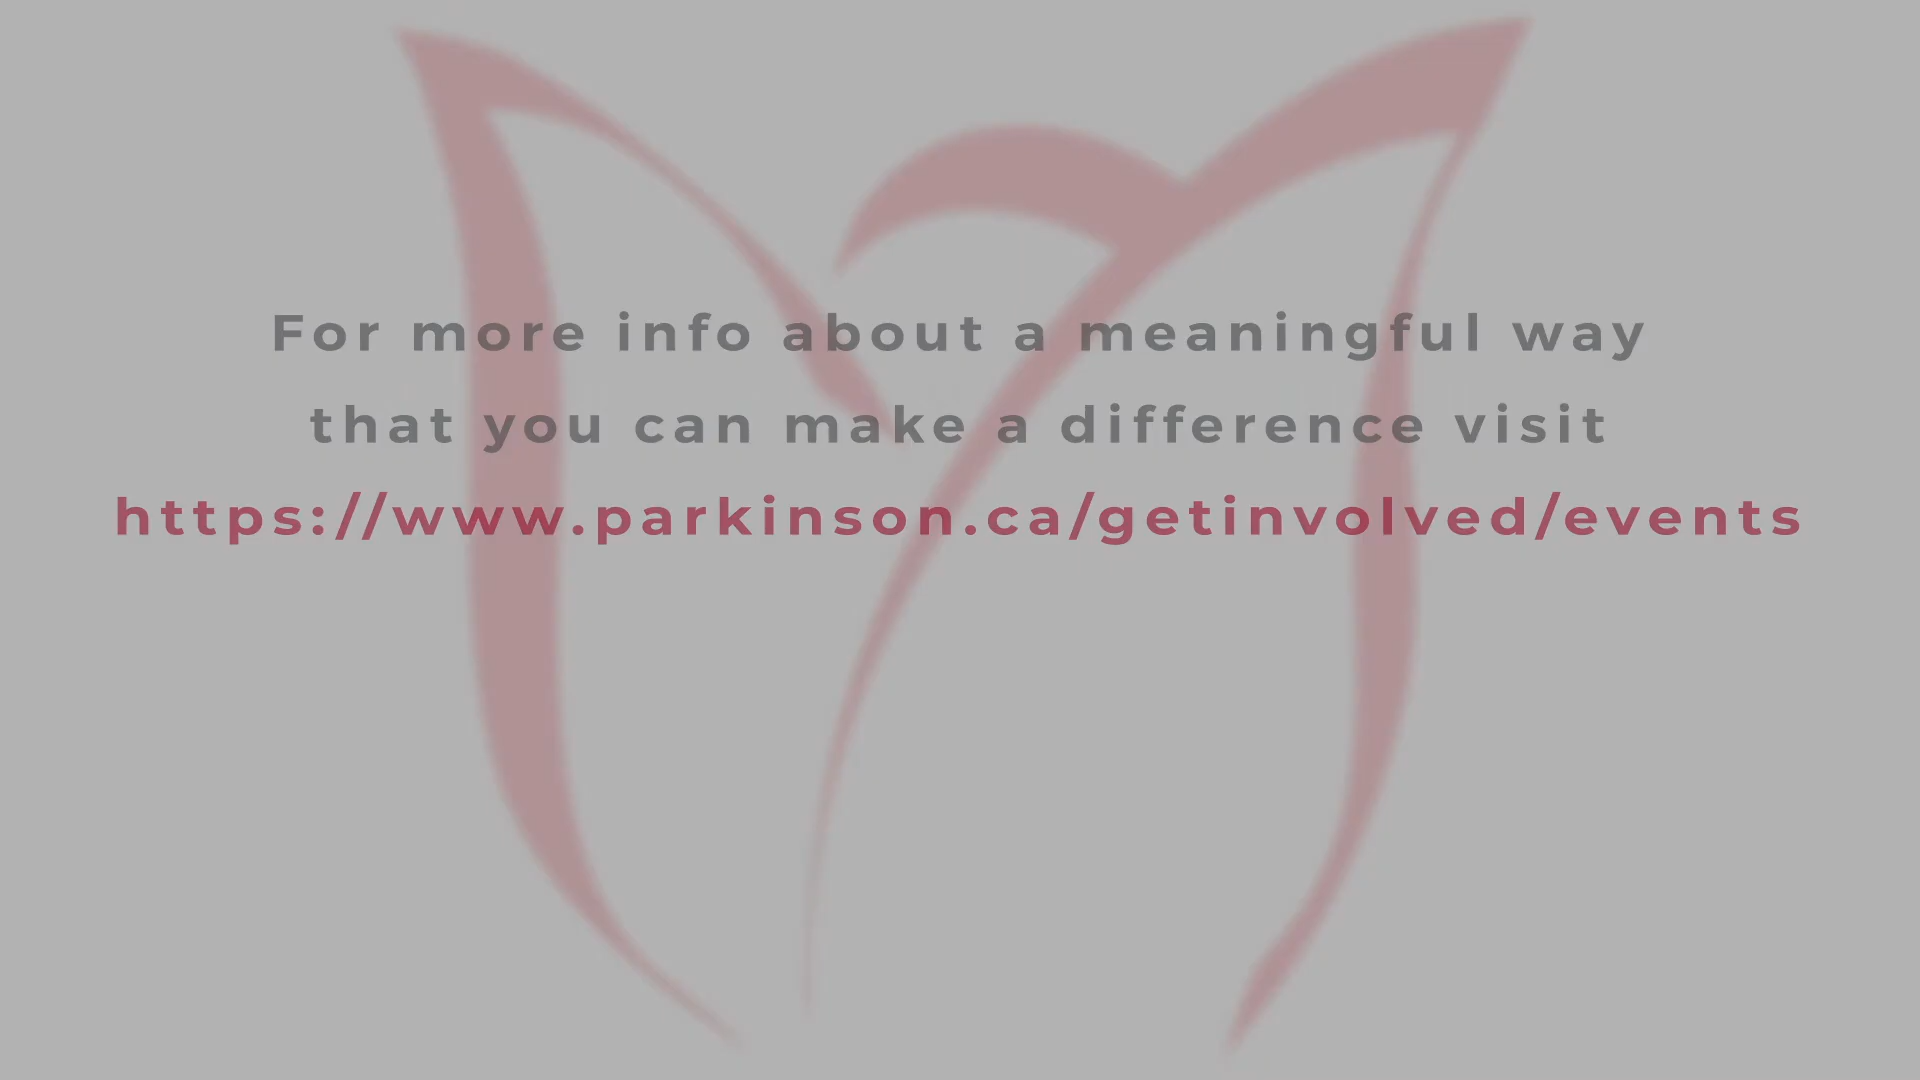 For more info about a meaningful way
that you can make a difference visit
https://www.parkinson.ca/getinvolved/events